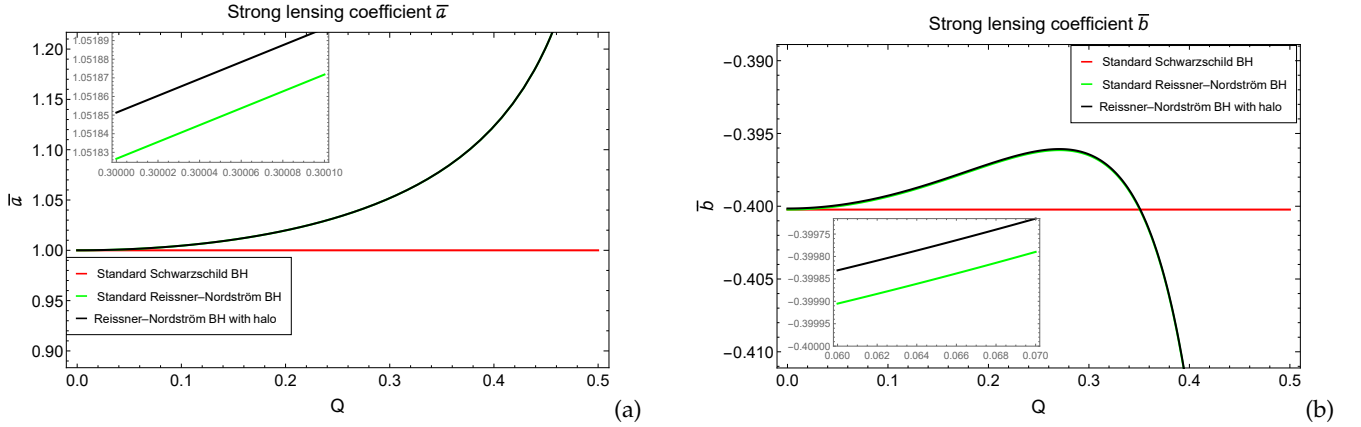 Strong lensing coefficient a̅
1.20
1.15
1.10
1.05
1.00
0.95
0.90
a̅
1.05189
1.05188
1.05187
1.05186
1.05184
1.05183
0.30000 0.30002 0.30004 0.30006 0.30008 0.30010
Standard Schwarzschild BH
Standard Reissner–Nordström BH
Reissner–Nordström BH with halo
0.0 0.1 0.2 0.3 0.4 0.5
Q
(a)
Strong lensing coefficient b̅
−0.390
−0.395
−0.400
−0.405
−0.410
b̅
Standard Schwarzschild BH
Standard Reissner–Nordström BH
Reissner–Nordström BH with halo
−0.39975
−0.39980
−0.39985
−0.39990
−0.39995
−0.40000
0.060 0.062 0.064 0.066 0.068 0.070
0.0 0.1 0.2 0.3 0.4 0.5
Q
(b)